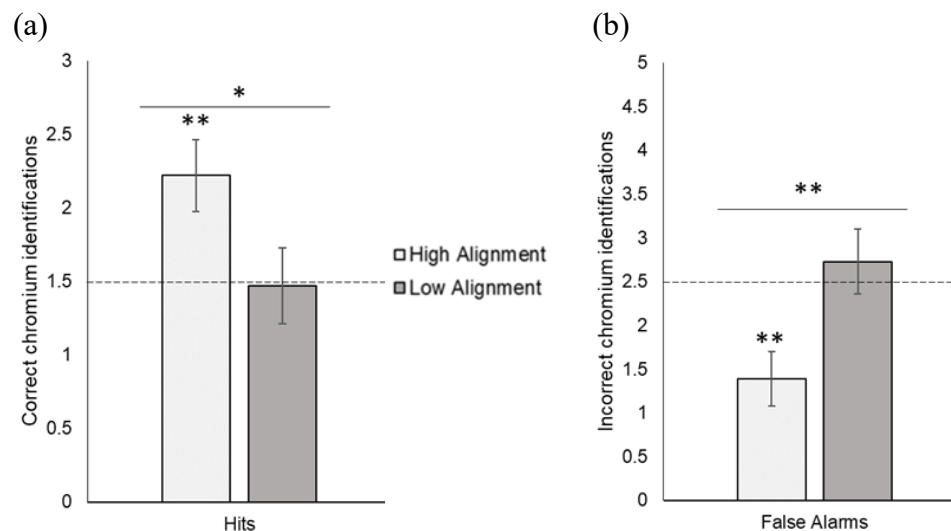 (a)
3
2.5
2
1.5
1
0.5
0
Correct chromium identifications
*
**
Hits
High Alignment
Low Alignment
(b)
5
4.5
4
3.5
3
2.5
2
1.5
1
0.5
0
Incorrect chromium identifications
**
**
False Alarms